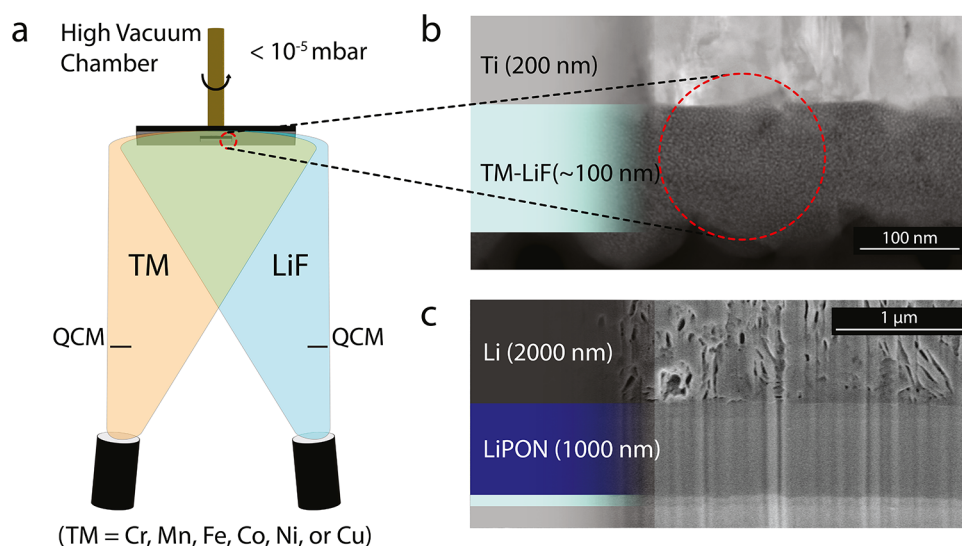 a
High Vacuum
Chamber
< 10-5 mbar
TM
LiF
QCM
QCM
(TM = Cr, Mn, Fe, Co, Ni, or Cu)
b
Ti (200 nm)
TM-LiF(~100 nm)
100 nm
c
1 µm
Li (2000 nm)
LiPON (1000 nm)